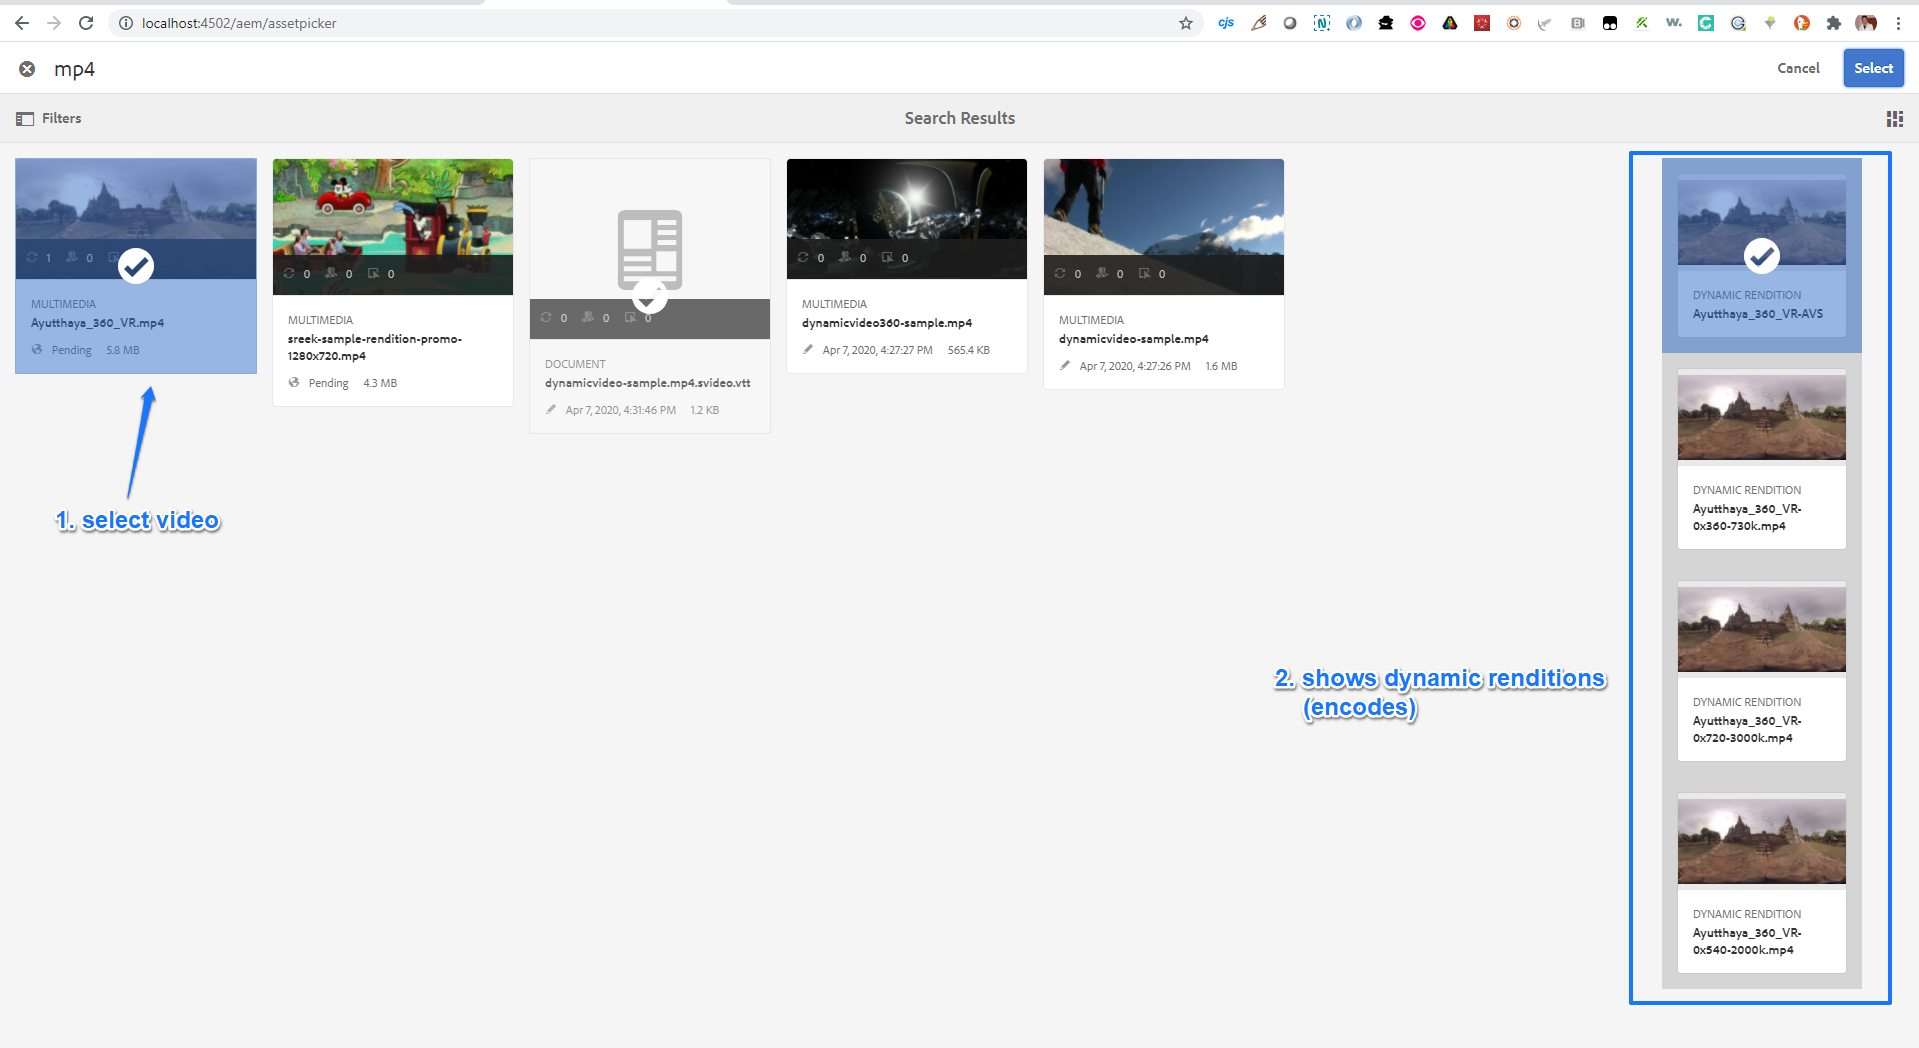 localhost:4502/aem/assetpicker
cjs
mp4
Cancel
Select
Filters
Search Results
1 0
MULTIMEDIA
Ayutthaya_360_VR.mp4
Pending 5.8 MB
0 0 0
MULTIMEDIA
sreek-sample-rendition-promo-
1280x720.mp4
Pending 4.3 MB
0 0 0
DOCUMENT
dynamicvideo-sample.mp4.svideo.vtt
Apr 7, 2020, 4:31:46 PM 1.2 KB
0 0 0
MULTIMEDIA
dynamicvideo360-sample.mp4
Apr 7, 2020, 4:27:27 PM 565.4 KB
0 0 0
MULTIMEDIA
dynamicvideo-sample.mp4
Apr 7, 2020, 4:27:26 PM 1.6 MB
1. select video
2. shows dynamic renditions
(encodes)
DYNAMIC RENDITION
Ayutthaya_360_VR-AVS
DYNAMIC RENDITION
Ayutthaya_360_VR-
0x360-730k.mp4
DYNAMIC RENDITION
Ayutthaya_360_VR-
0x720-3000k.mp4
DYNAMIC RENDITION
Ayutthaya_360_VR-
0x540-2000k.mp4